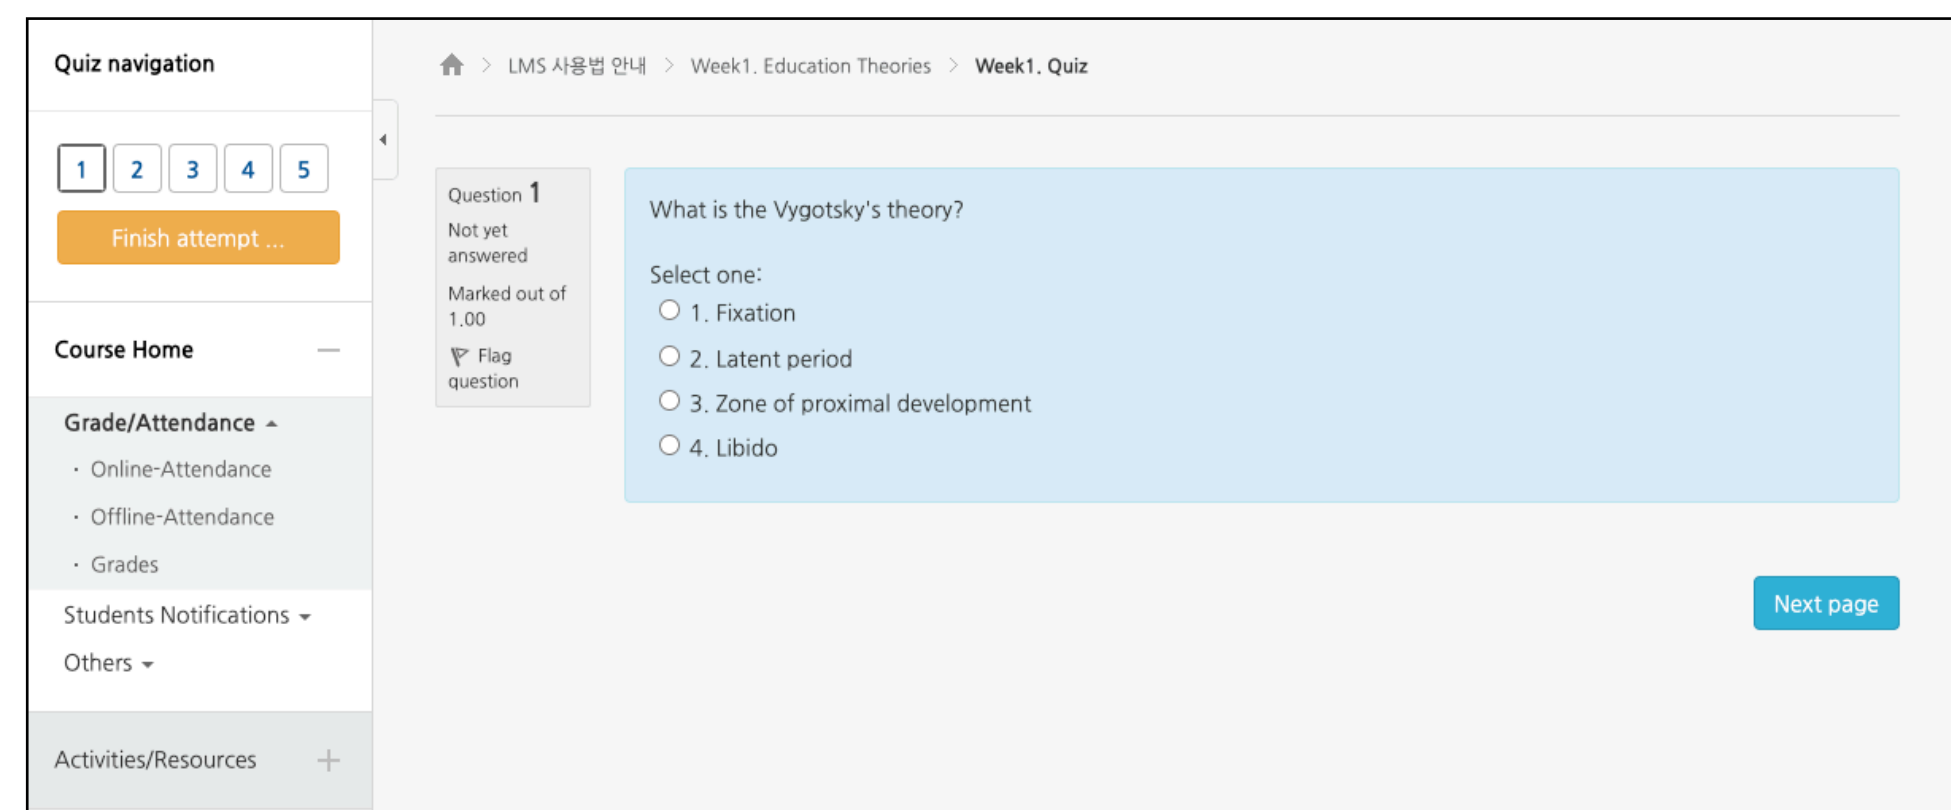 Quiz navigation
1 2 3 4 5
Finish attempt ...
Course Home
Grade/Attendance
· Online-Attendance
· Offline-Attendance
· Grades
Students Notifications
Others
Activities/Resources
LMS 사용법 안내 > Week1. Education Theories > Week1. Quiz
Question 1
Not yet
answered
Marked out of
1.00
Flag
question
What is the Vygotsky's theory?
Select one:
1. Fixation
2. Latent period
3. Zone of proximal development
4. Libido
Next page